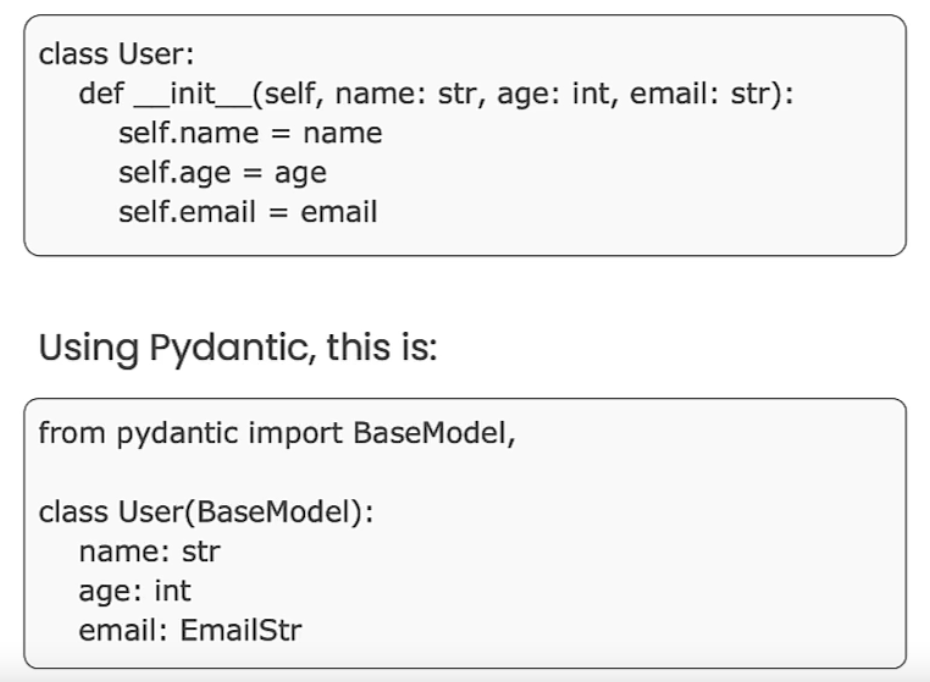 class User:
    def __init__(self, name: str, age: int, email: str):
        self.name = name
        self.age = age
        self.email = email
Using Pydantic, this is:
from pydantic import BaseModel,
class User(BaseModel):
    name: str
    age: int
    email: EmailStr